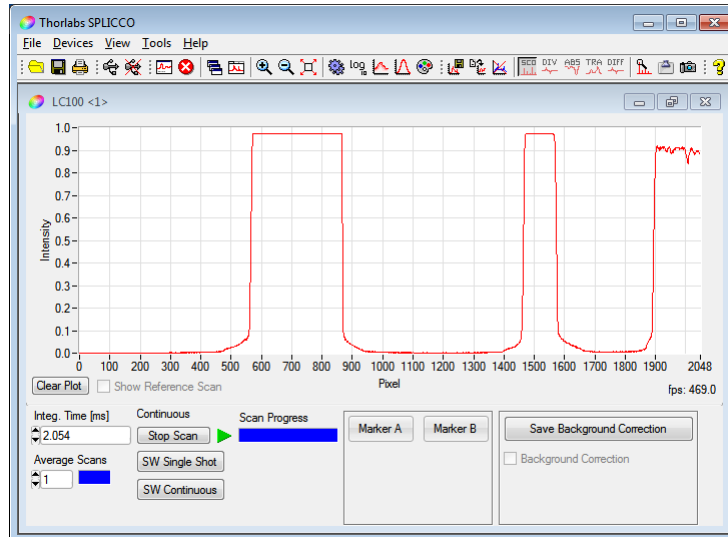 Thorlabs SPLICCO
File Devices View Tools Help
log 10 SCO DIV ABS TRA DIFF
LC100 <1>
1.0
0.9
0.8
0.7
0.6
0.5
0.4
0.3
0.2
0.1
0.0
Intensity
0 100 200 300 400 500 600 700 800 900 1000 1100 1200 1300 1400 1500 1600 1700 1900 2048
Pixel
Clear Plot Show Reference Scan fps: 469.0
Integ. Time [ms] Continuous Scan Progress Marker A Marker B Save Background Correction
2.054 Stop Scan
Average Scans SW Single Shot Background Correction
1
SW Continuous